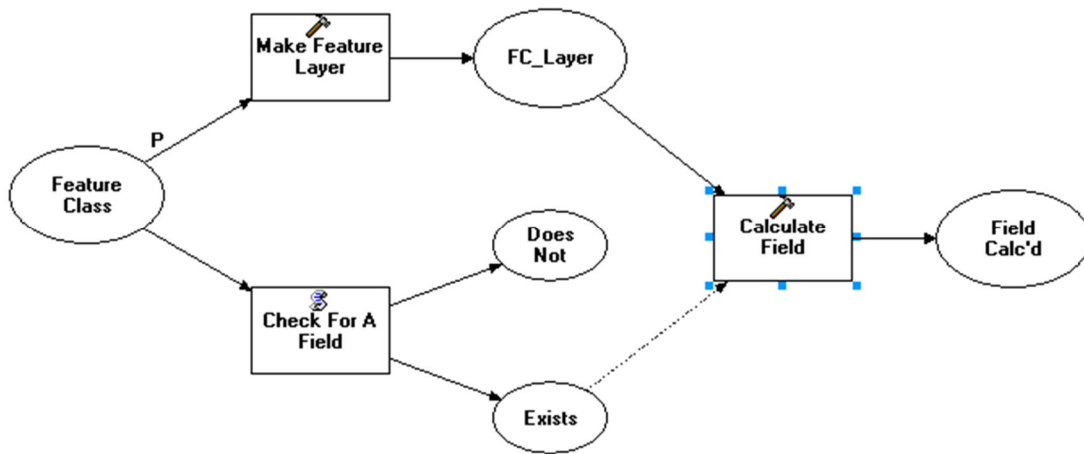 Make Feature
Layer
FC_Layer
P
Feature
Class
Does
Not
Calculate
Field
Field
Calc'd
Check For A
Field
Exists